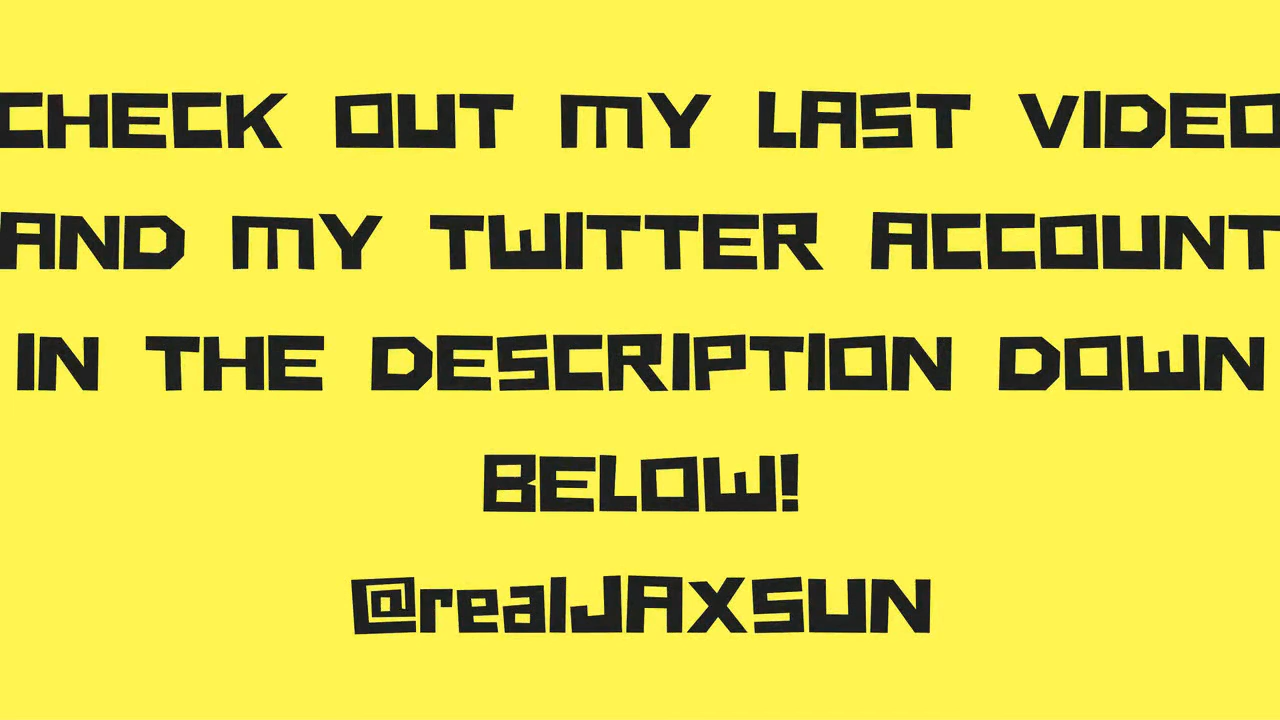 CHECK OUT MY LAST VIDEO
AND MY TWITTER ACCOUNT
IN THE DESCRIPTION DOWN
BELOW!
@realJAXSUN